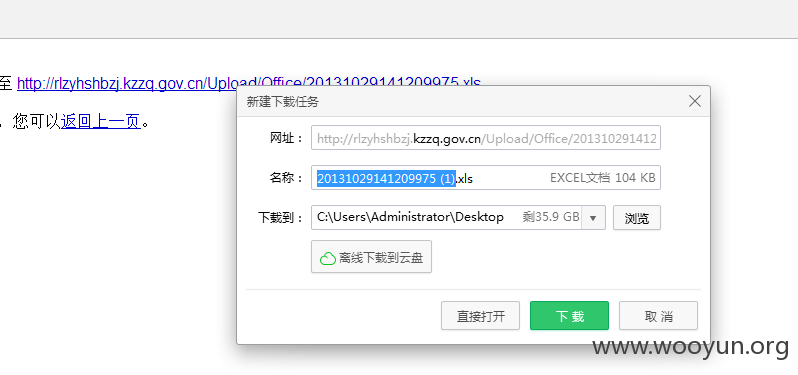 至 http://rlzyhshbzj.kzzq.gov.cn/Upload/Office/20131029141209975.xls
。您可以返回上一页。
新建下载任务
网址： http://rlzyhshbzj.kzzq.gov.cn/Upload/Office/201310291412
名称： 20131029141209975 (1).xls EXCEL文档 104 KB
下载到： C:\Users\Administrator\Desktop 剩35.9 GB 浏览
离线下载到云盘
直接打开 下 载 取 消
www.wooyun.org